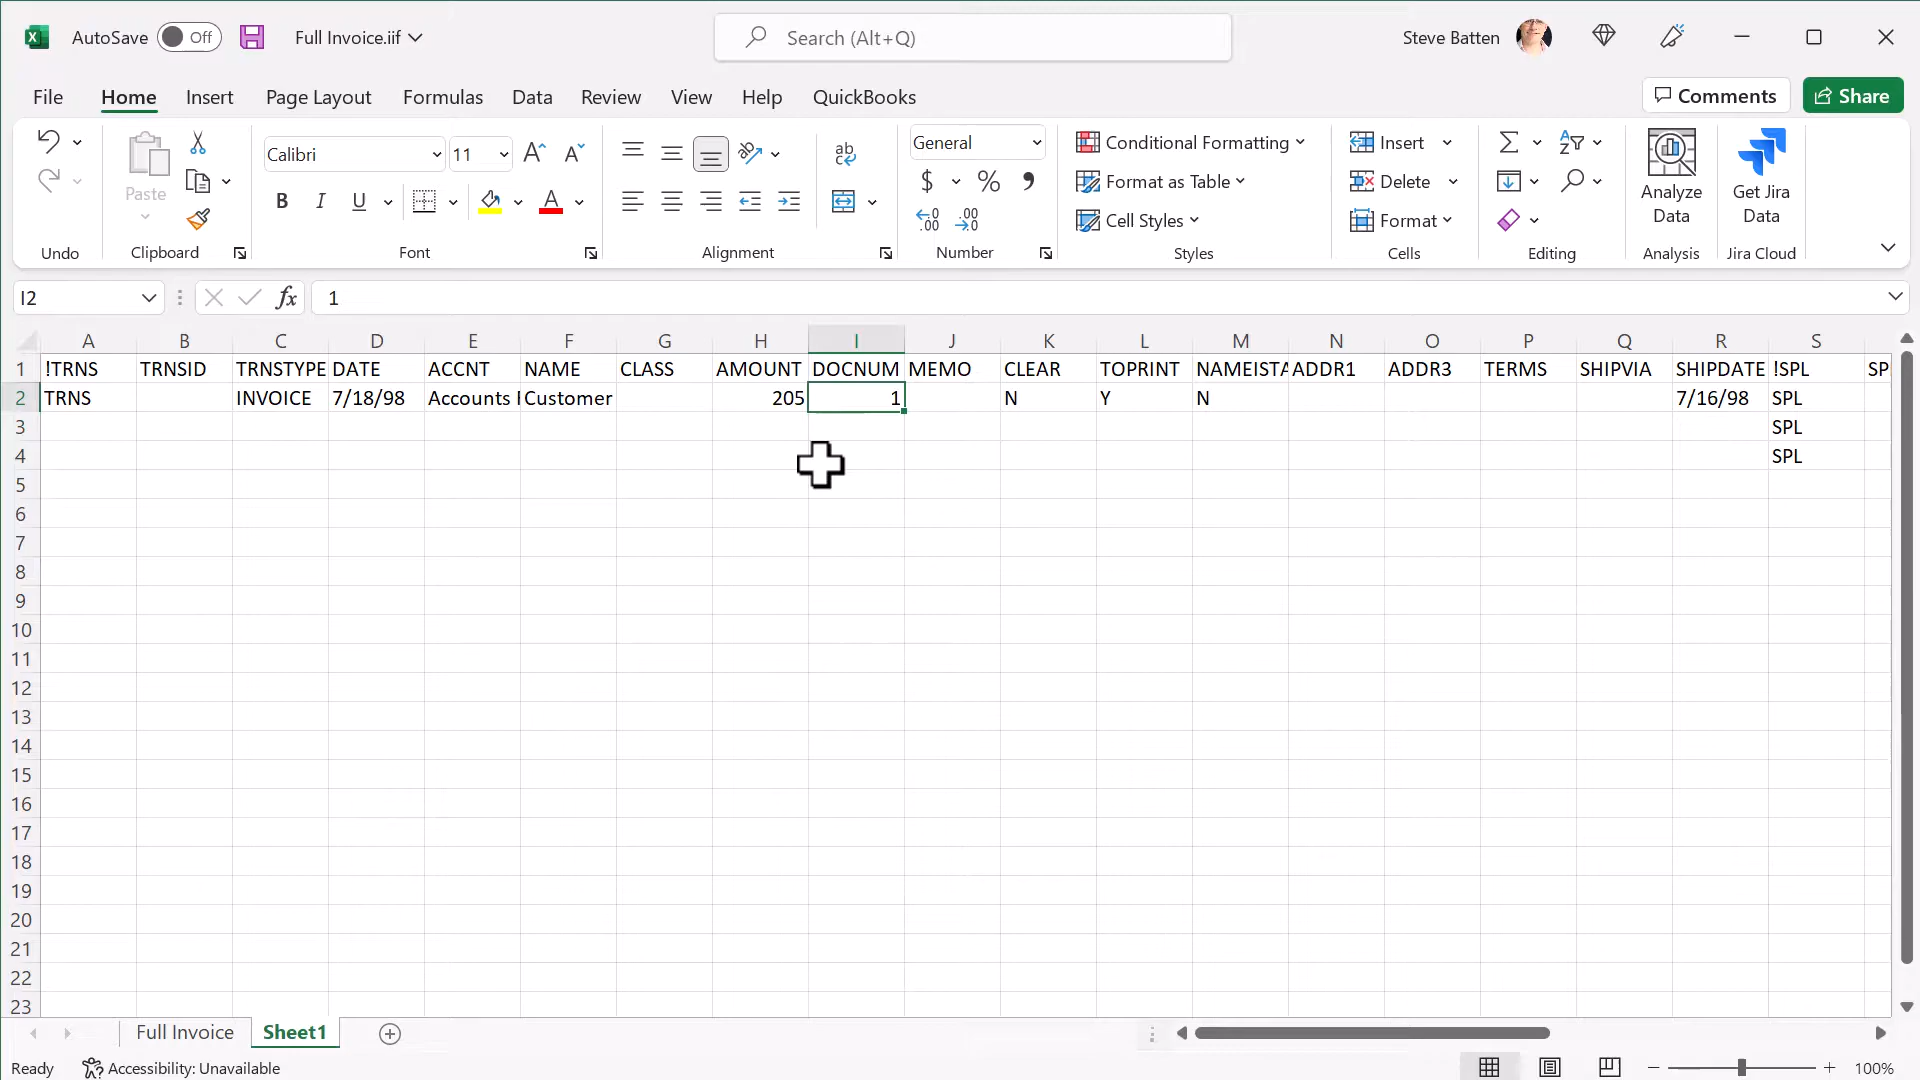 AutoSave Off Full Invoice.iif Search (Alt+Q) Steve Batten
File Home Insert Page Layout Formulas Data Review View Help QuickBooks Comments Share
Paste Calibri 11 B I U A ab c General $ % , Conditional Formatting Format as Table Cell Styles Insert Delete Format Analyze Data Get Jira Data
Undo Clipboard Font Alignment Number Styles Cells Editing Analysis Jira Cloud
I2 fx 1
A B C D E F G H I J K L M N O P Q R S
1 !TRNS TRNSID TRNSTYPE DATE ACCNT NAME CLASS AMOUNT DOCNUM MEMO CLEAR TOPRINT NAMEISTA ADDR1 ADDR3 TERMS SHIPVIA SHIPDATE !SPL SP
2 TRNS INVOICE 7/18/98 Accounts Customer 205 1 N Y N 7/16/98 SPL
3 SPL
4 SPL
5
6
7
8
9
10
11
12
13
14
15
16
17
18
19
20
21
22
23
Full Invoice Sheet1
Ready Accessibility: Unavailable 100%